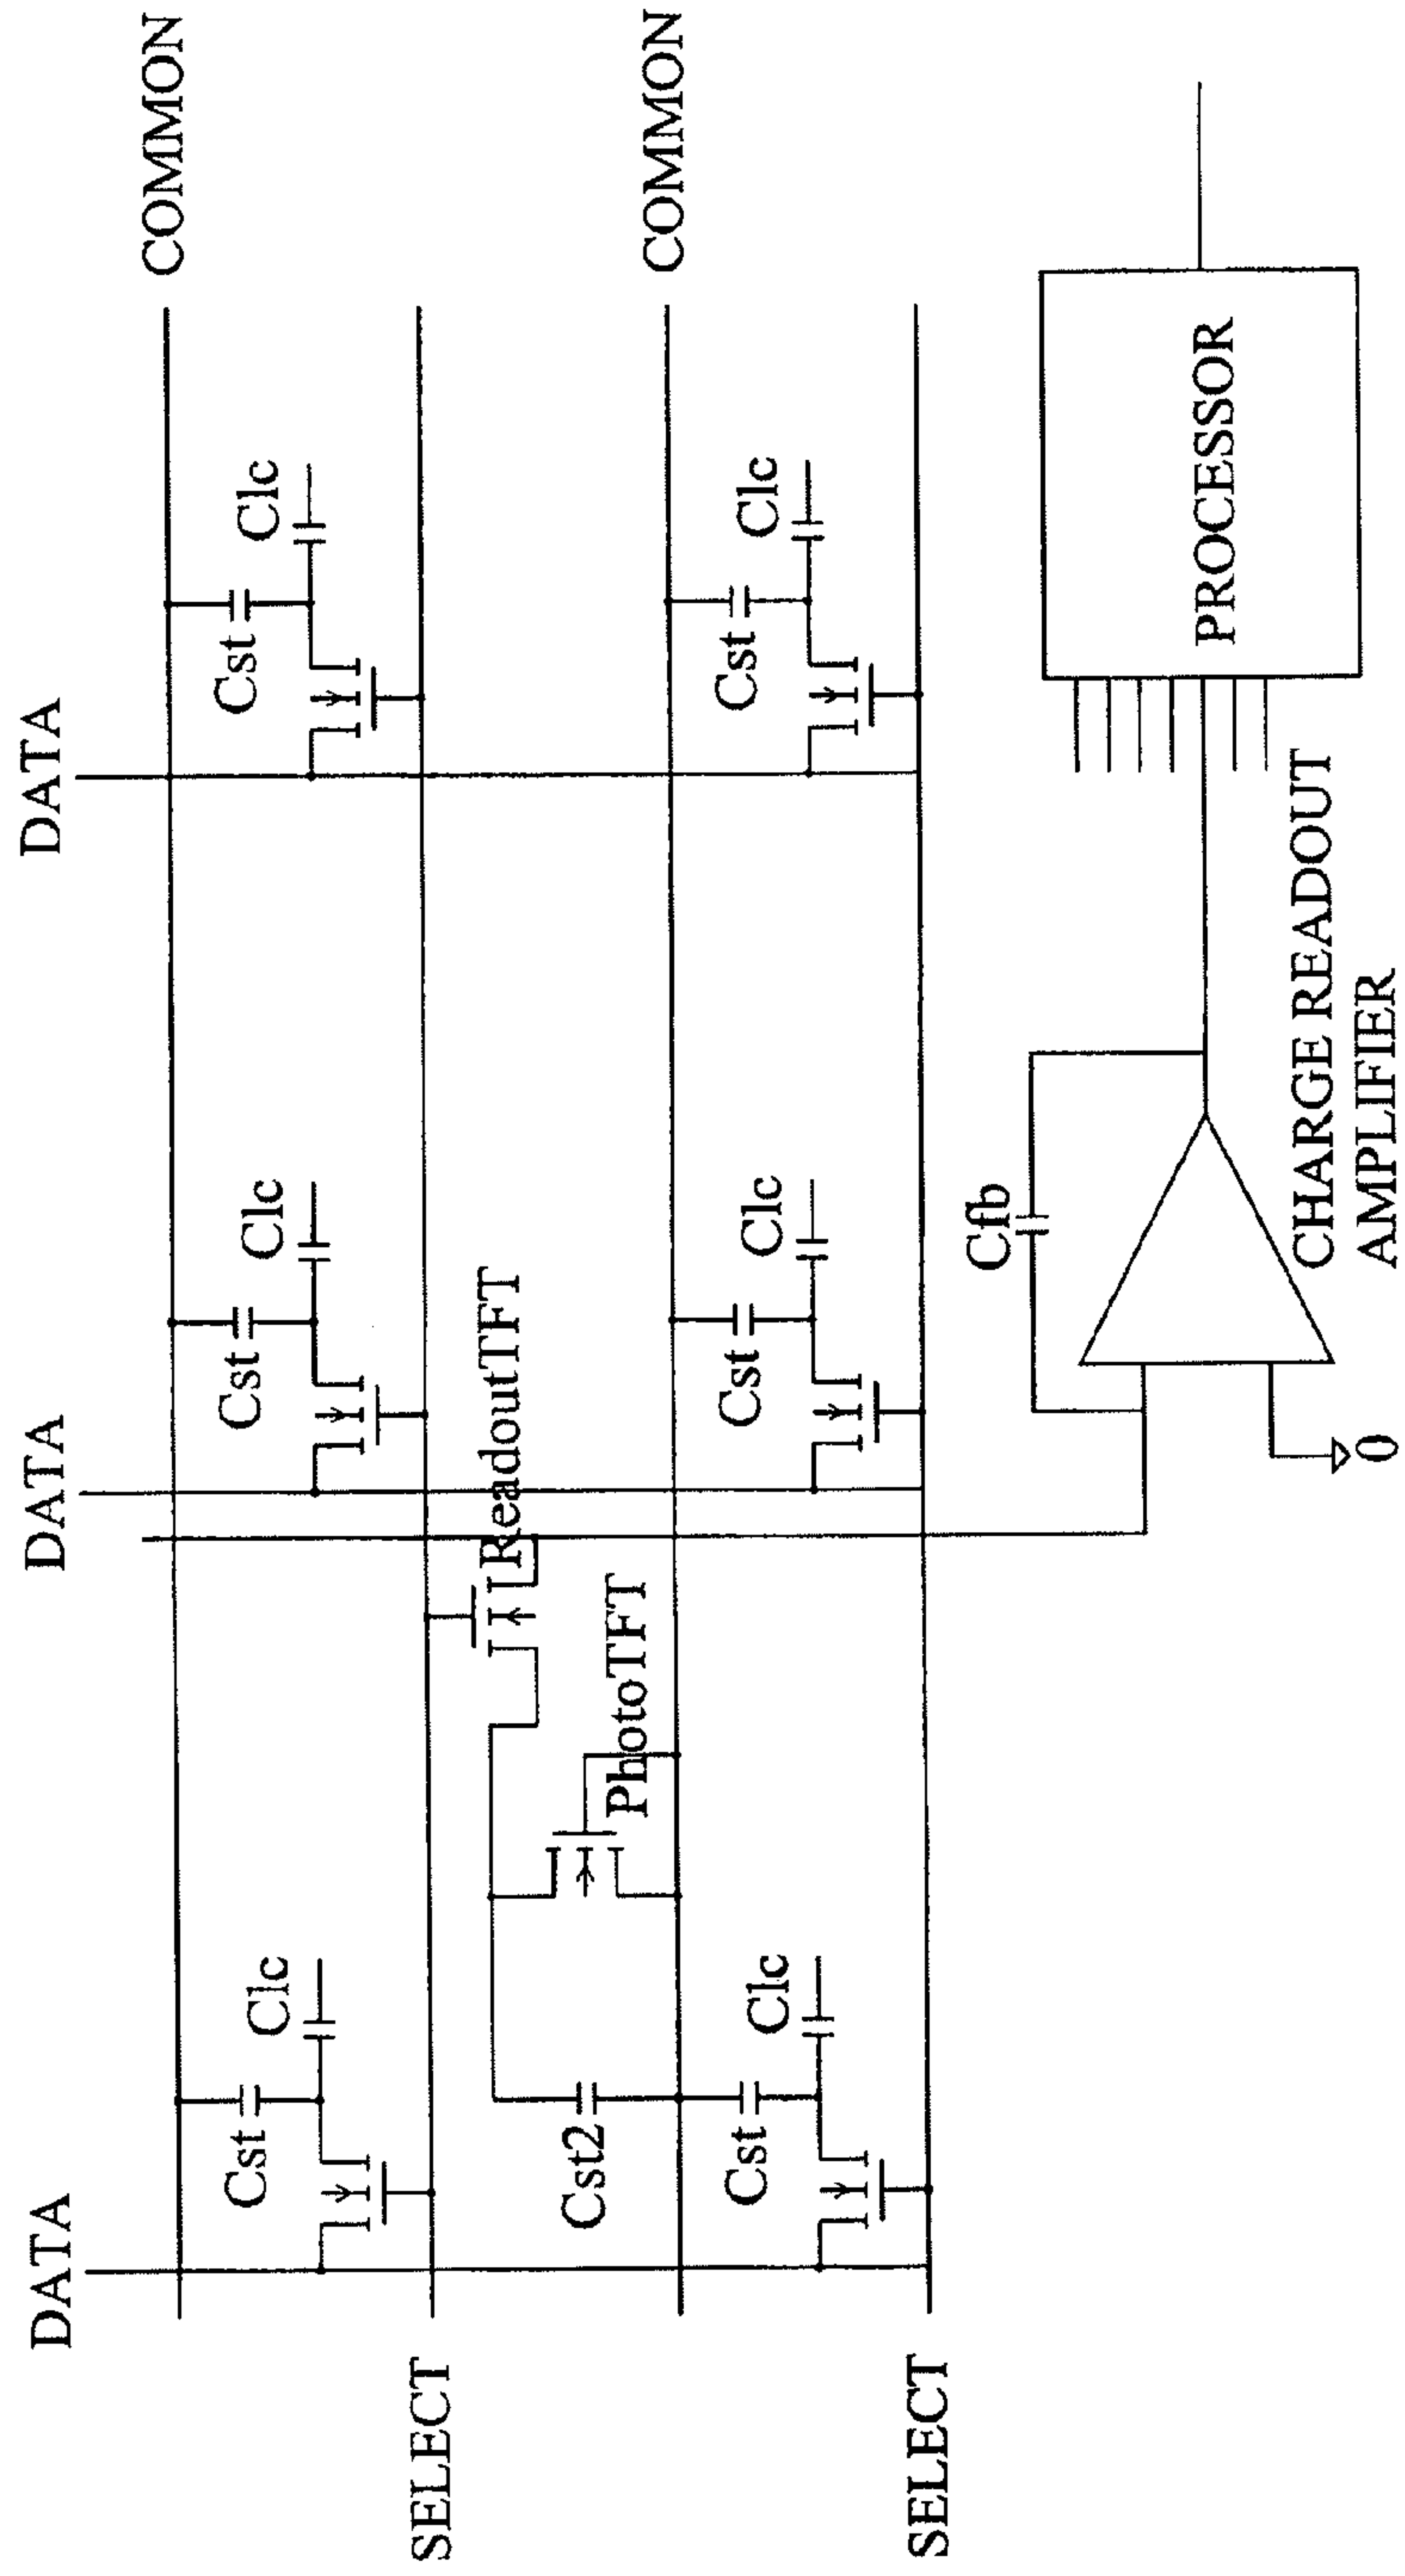 DATA
DATA
DATA
COMMON
Cst
Clc
Cst
Clc
Cst
Clc
SELECT
ReadoutTFT
Cst2
PhotoTFT
COMMON
Cst
Clc
Cst
Clc
Cst
Clc
SELECT
Cfb
PROCESSOR
CHARGE READOUT
AMPLIFIER
0